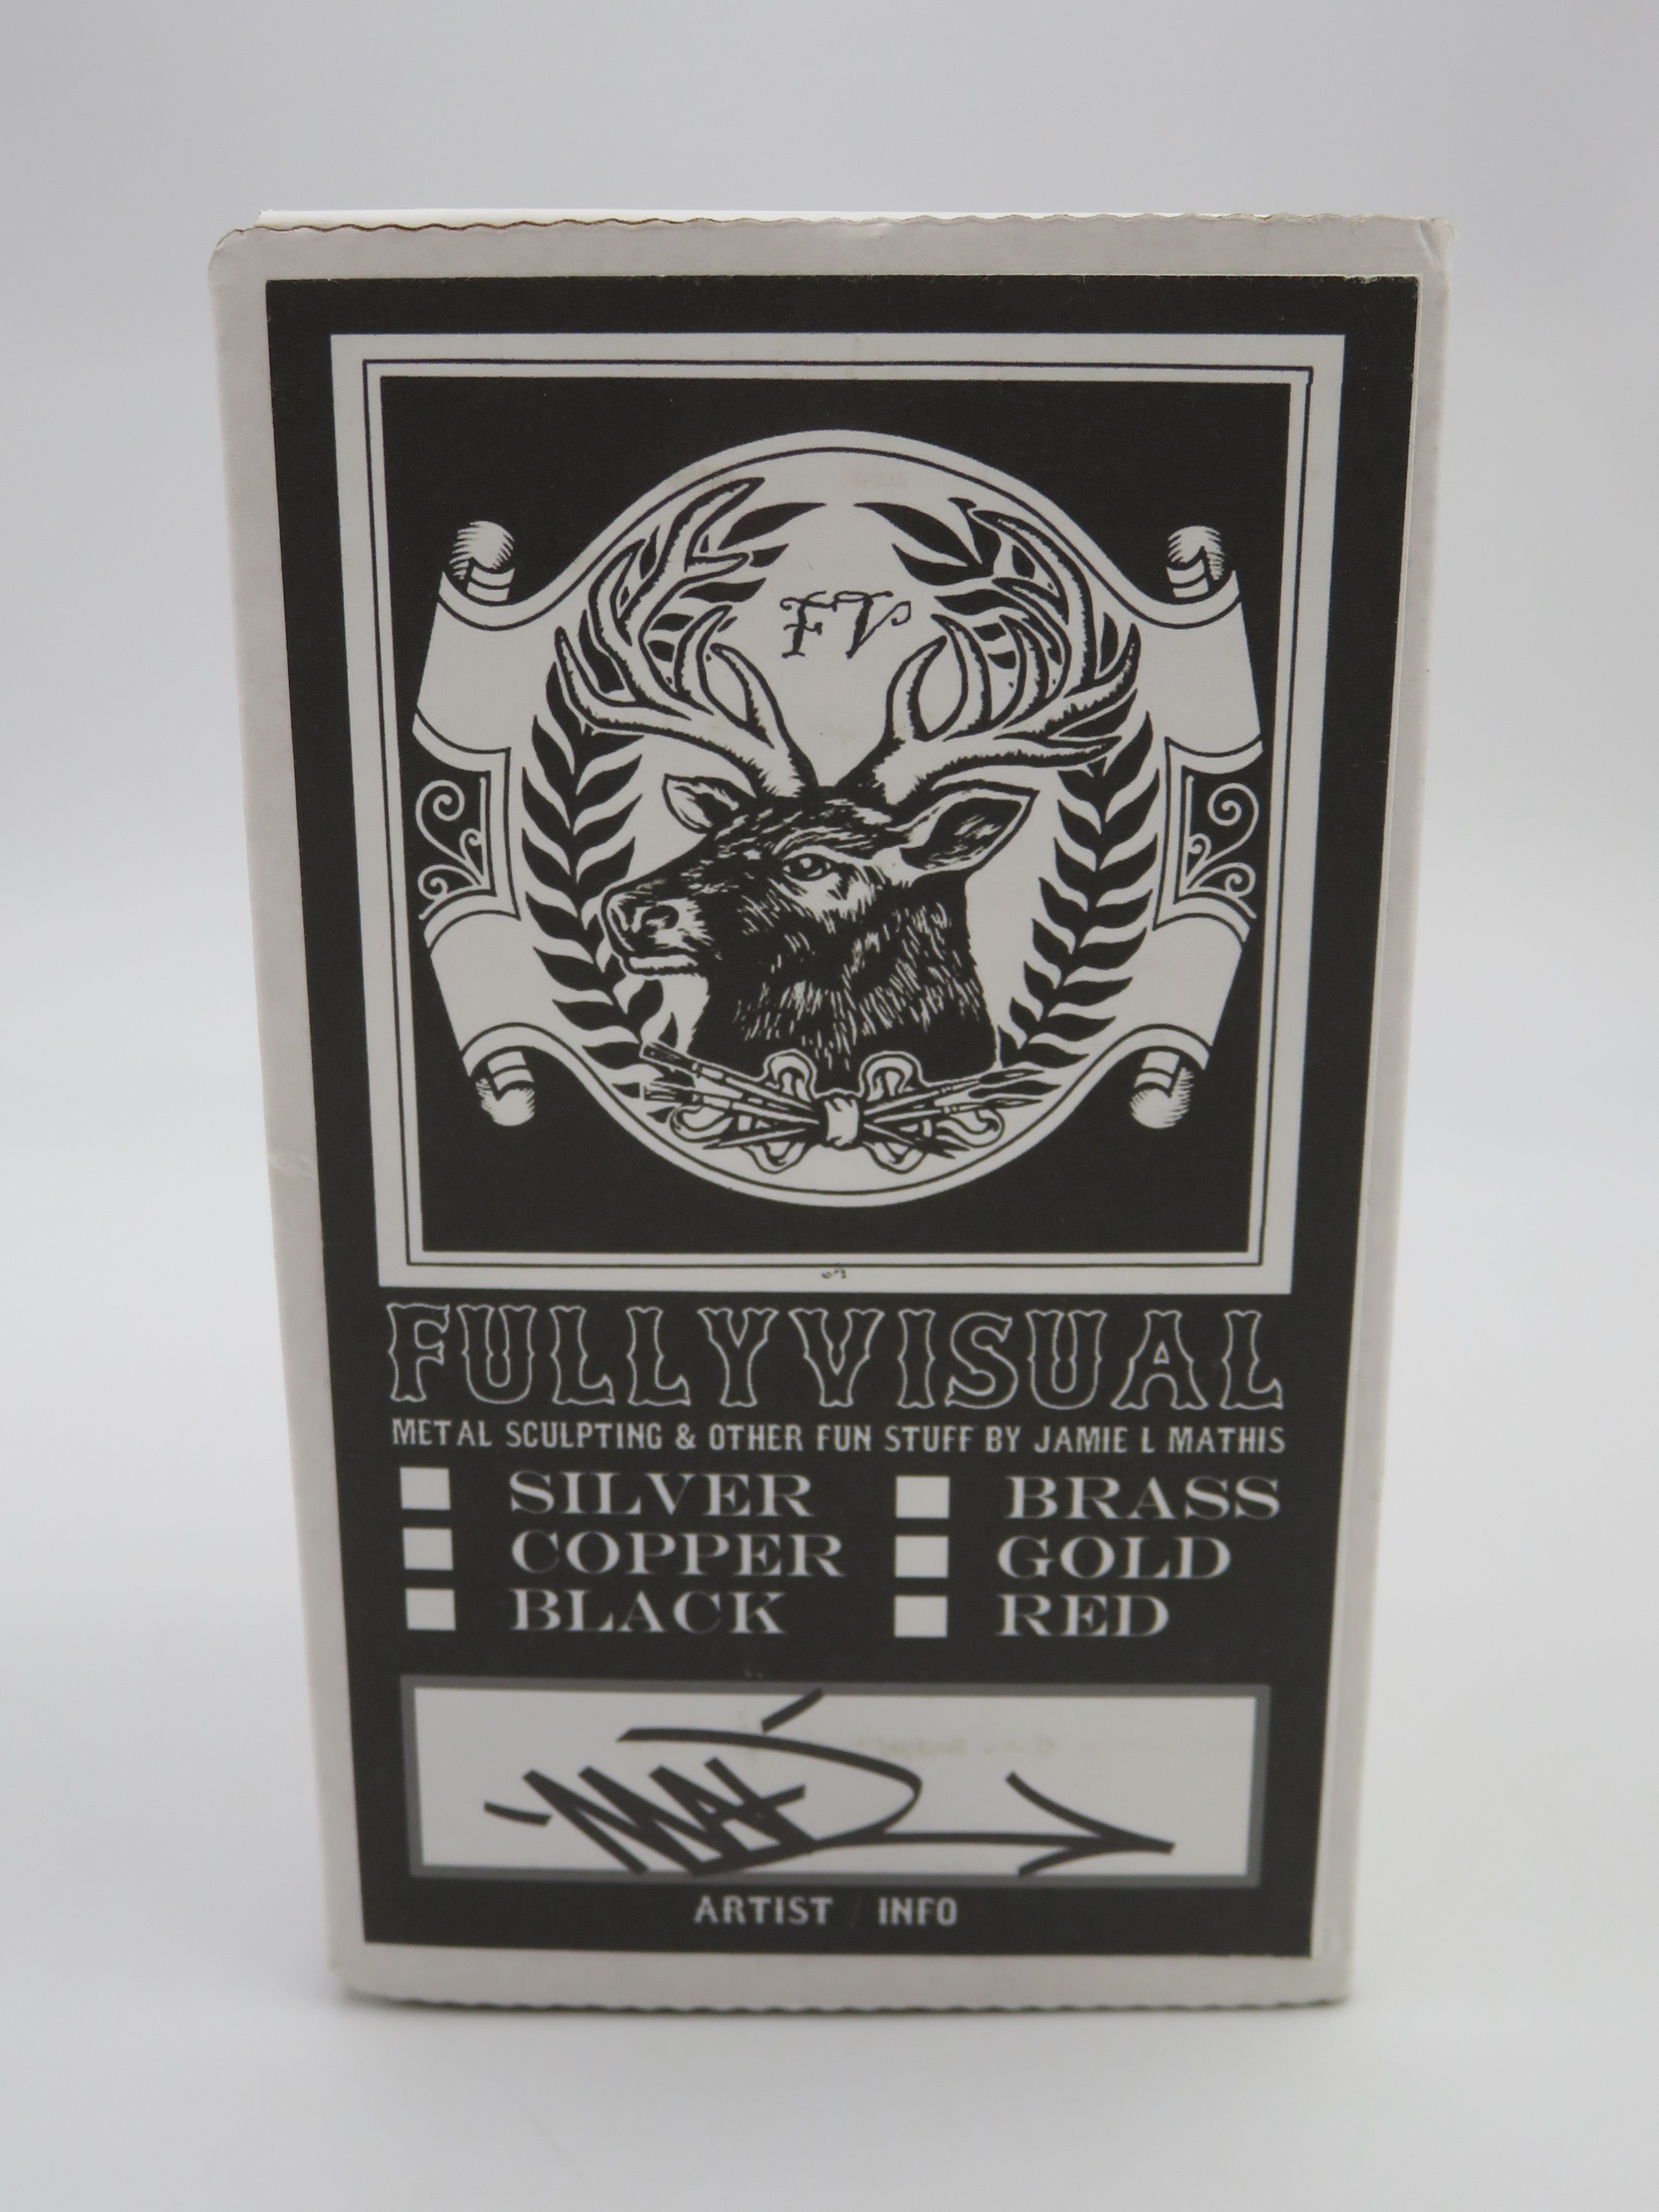 FV
FULLYVISUAL
METAL SCULPTING & OTHER FUN STUFF BY JAMIE L MATHIS
SILVER BRASS
COPPER GOLD
BLACK RED
ARTIST / INFO